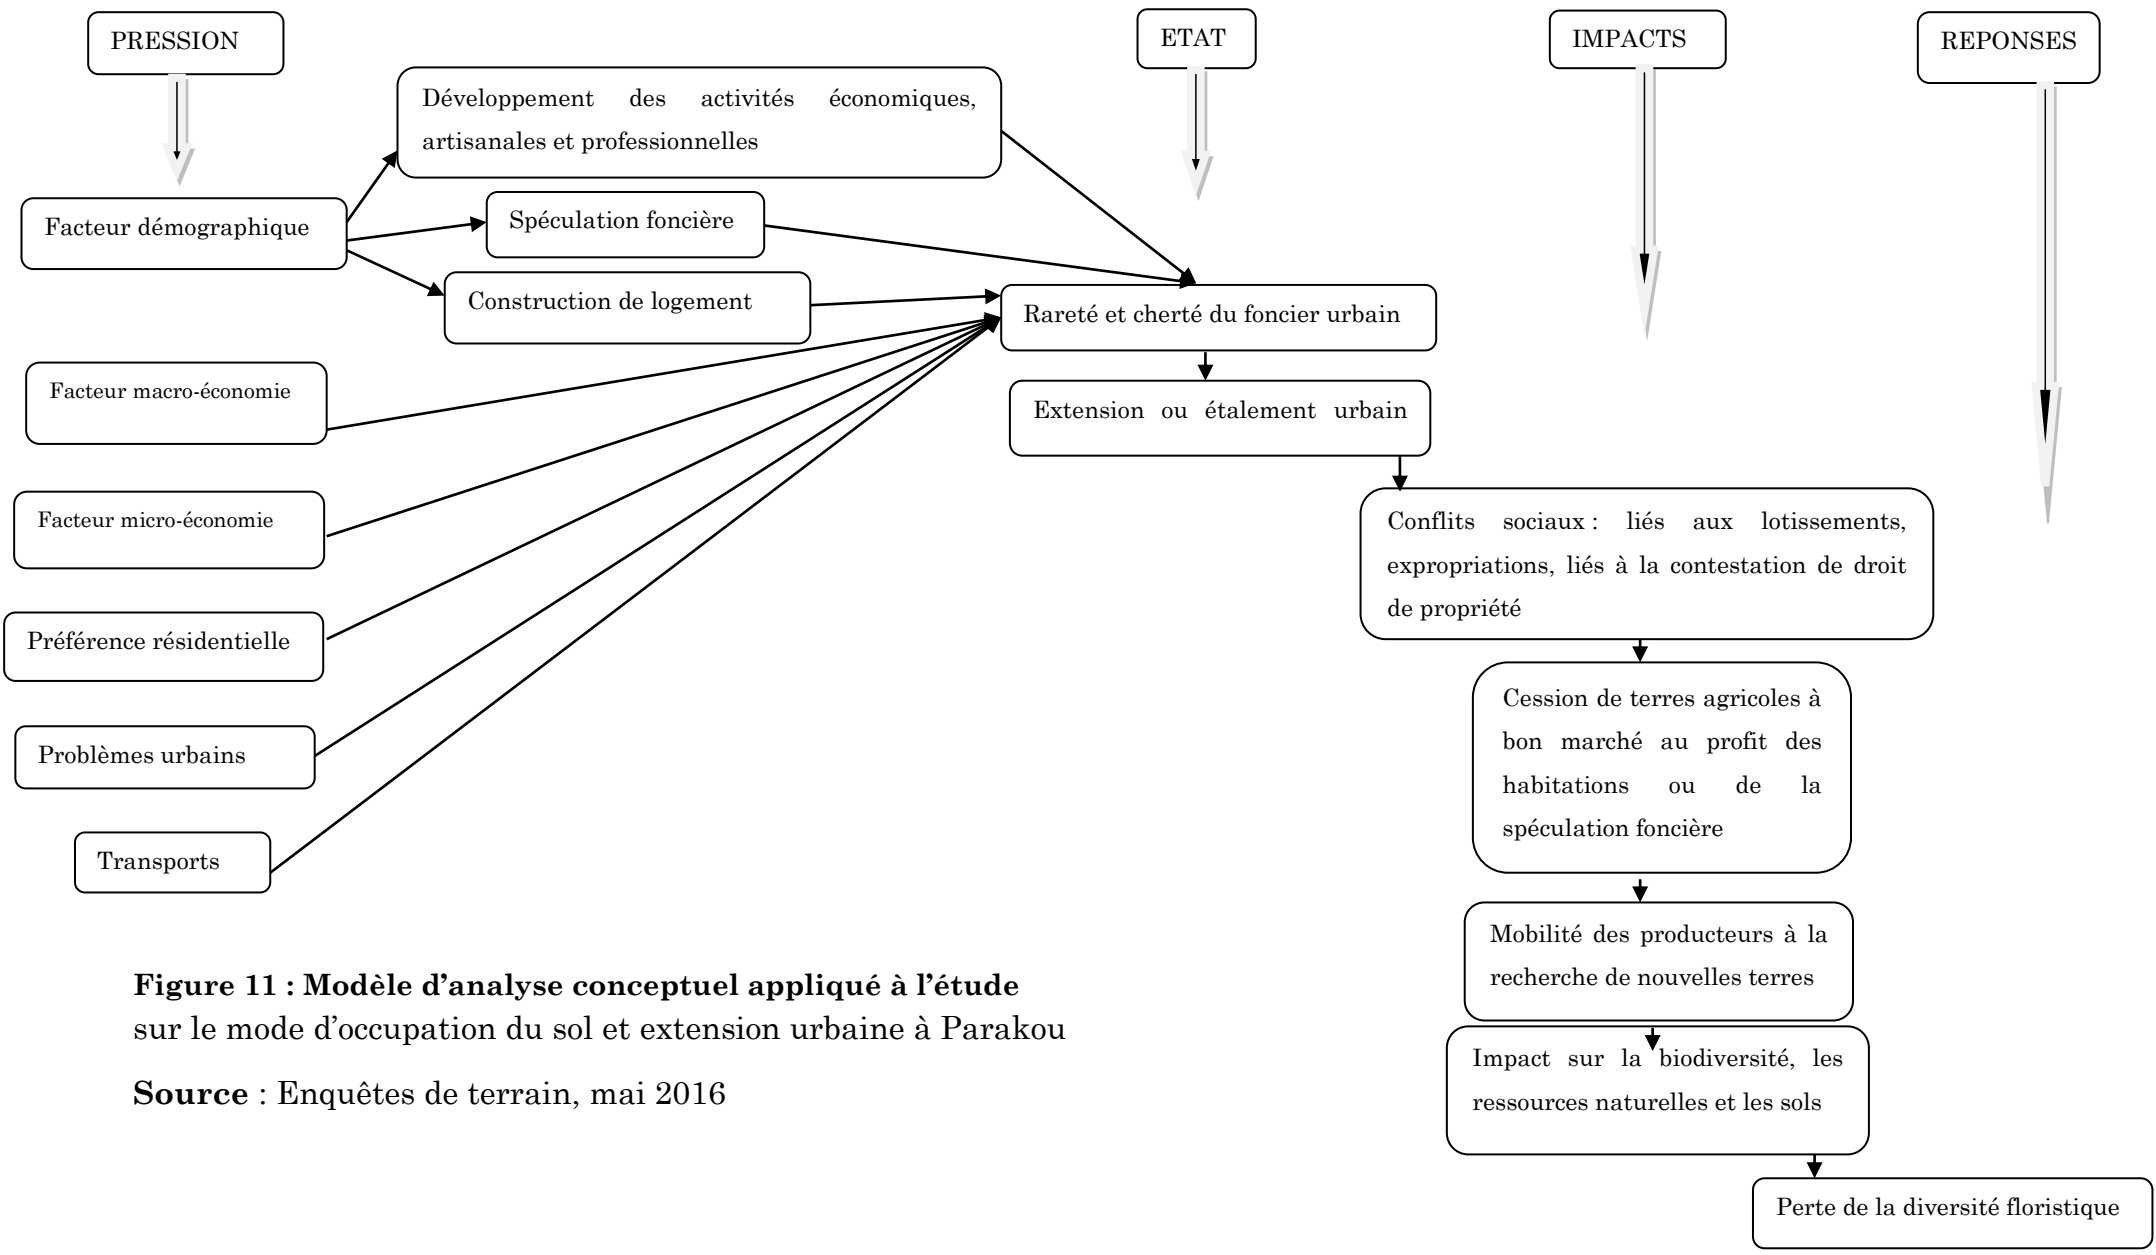 PRESSION
ETAT
IMPACTS
REPONSES
Développement des activités économiques,
artisanales et professionnelles
Facteur démographique
Spéculation foncière
Construction de logement
Rareté et cherté du foncier urbain
Facteur macro-économie
Extension ou étalement urbain
Facteur micro-économie
Conflits sociaux : liés aux lotissements,
expropriations, liés à la contestation de droit
de propriété
Préférence résidentielle
Cession de terres agricoles à
bon marché au profit des
habitations ou de la
spéculation foncière
Problèmes urbains
Transports
Mobilité des producteurs à la
recherche de nouvelles terres
Impact sur la biodiversité, les
ressources naturelles et les sols
Perte de la diversité floristique
Figure 11 : Modèle d’analyse conceptuel appliqué à l’étude
sur le mode d’occupation du sol et extension urbaine à Parakou
Source : Enquêtes de terrain, mai 2016